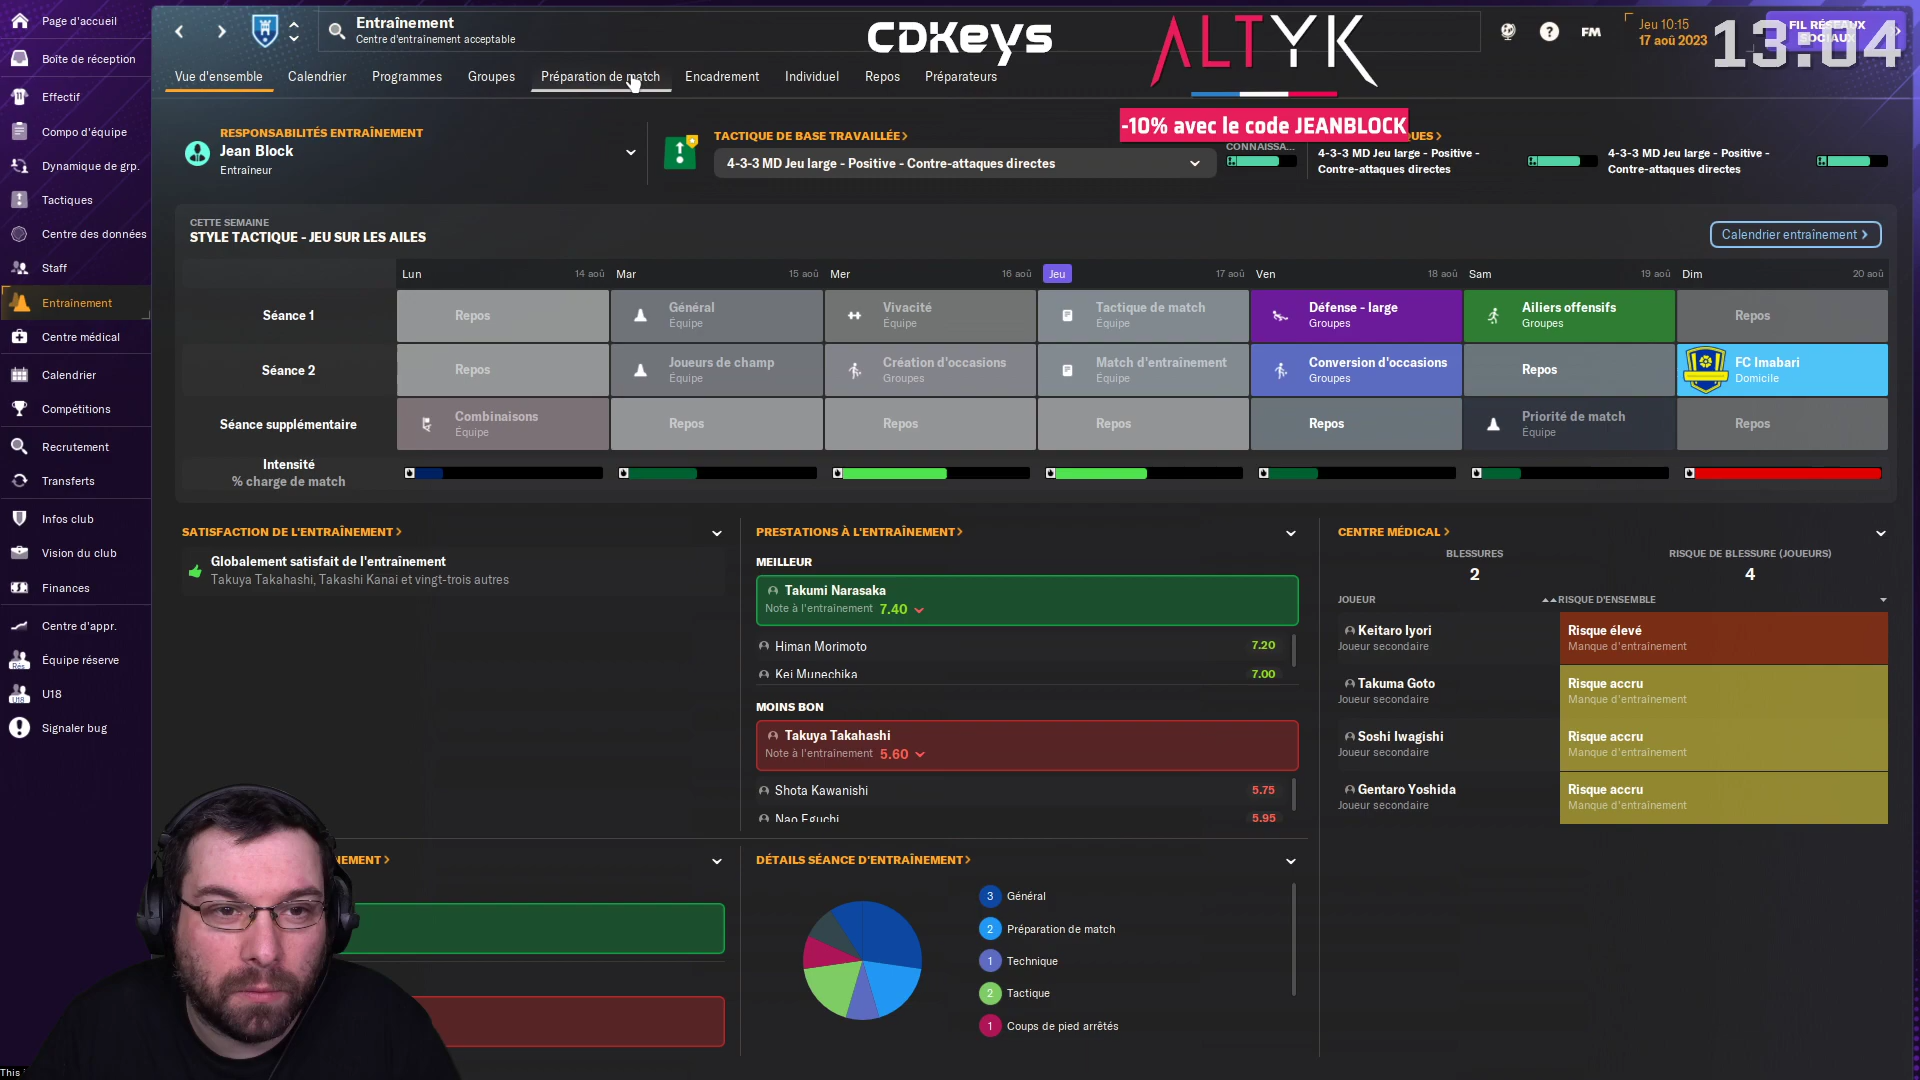 Page d'accueil
Boîte de réception
Effectif
Compo d'équipe
Dynamique de grp.
Tactiques
Centre des données
Staff
Entraînement
Centre médical
Calendrier
Compétitions
Recrutement
Transferts
Infos club
Vision du club
Finances
Centre d'appr.
Équipe réserve
U18
Signaler bug
Entraînement
Centre d'entraînement acceptable
CDKeys
ALTYK
-10% avec le code JEANBLOCK
FM
Jeu 10:15
17 aoû 2023
FIL RÉSEAUX
SOCIAUX
13:04
Vue d'ensemble
Calendrier
Programmes
Groupes
Préparation de match
Encadrement
Individuel
Repos
Préparateurs
RESPONSABILITÉS ENTRAÎNEMENT
Jean Block
Entraîneur
TACTIQUE DE BASE TRAVAILLÉE
4-3-3 MD Jeu large - Positive - Contre-attaques directes
CONNAISSA...
4-3-3 MD Jeu large - Positive -
Contre-attaques directes
4-3-3 MD Jeu large - Positive -
Contre-attaques directes
CETTE SEMAINE
STYLE TACTIQUE - JEU SUR LES AILES
Calendrier entraînement
Lun 14 aoû Mar 15 aoû Mer 16 aoû Jeu 17 aoû Ven 18 aoû Sam 19 aoû Dim 20 aoû
Séance 1
Repos
Général
Équipe
Vivacité
Équipe
Tactique de match
Équipe
Défense - large
Groupes
Ailiers offensifs
Groupes
Repos
Séance 2
Repos
Joueurs de champ
Équipe
Création d'occasions
Groupes
Match d'entraînement
Équipe
Conversion d'occasions
Groupes
Repos
FC Imabari
Domicile
Séance supplémentaire
Combinaisons
Équipe
Repos
Repos
Repos
Repos
Priorité de match
Équipe
Repos
Intensité
% charge de match
SATISFACTION DE L'ENTRAÎNEMENT
Globalement satisfait de l'entraînement
Takuya Takahashi, Takashi Kanai et vingt-trois autres
PRESTATIONS À L'ENTRAÎNEMENT
MEILLEUR
Takumi Narasaka
Note à l'entraînement 7.40
Himan Morimoto 7.20
Kei Munechika 7.00
MOINS BON
Takuya Takahashi
Note à l'entraînement 5.60
Shota Kawanishi 5.75
Nao Eguchi 5.95
CENTRE MÉDICAL
BLESSURES
2
RISQUE DE BLESSURE (JOUEURS)
4
JOUEUR RISQUE D'ENSEMBLE
Keitaro Iyori
Joueur secondaire
Risque élevé
Manque d'entraînement
Takuma Goto
Joueur secondaire
Risque accru
Manque d'entraînement
Soshi Iwagishi
Joueur secondaire
Risque accru
Manque d'entraînement
Gentaro Yoshida
Joueur secondaire
Risque accru
Manque d'entraînement
DÉTAILS SÉANCE D'ENTRAÎNEMENT
3 Général
2 Préparation de match
1 Technique
2 Tactique
1 Coups de pied arrêtés
This